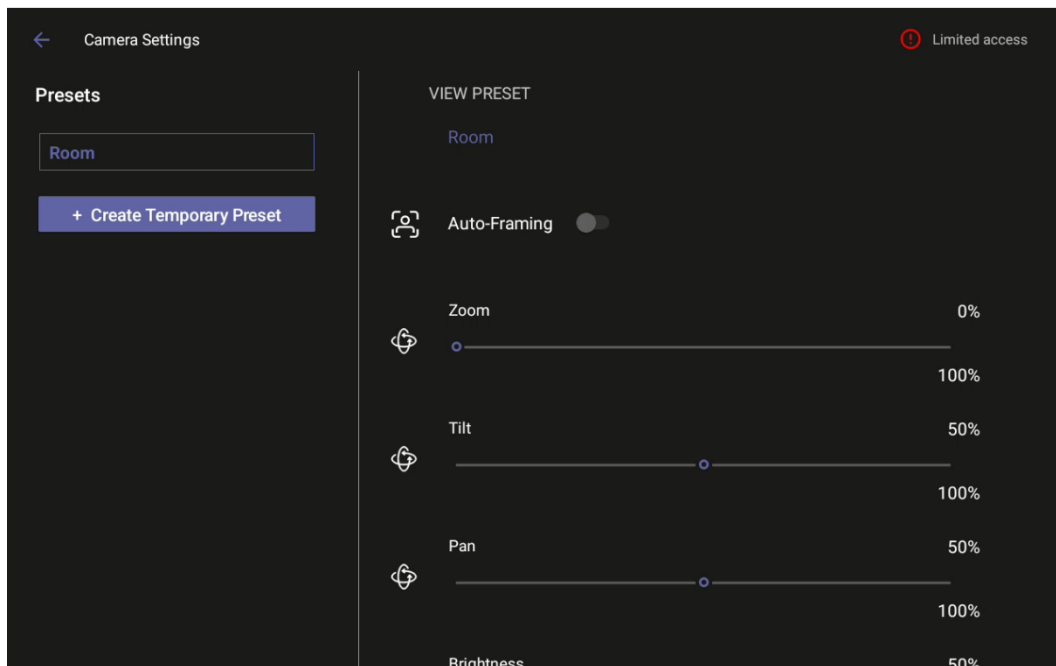 Camera Settings
Limited access
Presets
Room
+ Create Temporary Preset
VIEW PRESET
Room
Auto-Framing
Zoom 0%
100%
Tilt 50%
100%
Pan 50%
100%
Brightness 50%